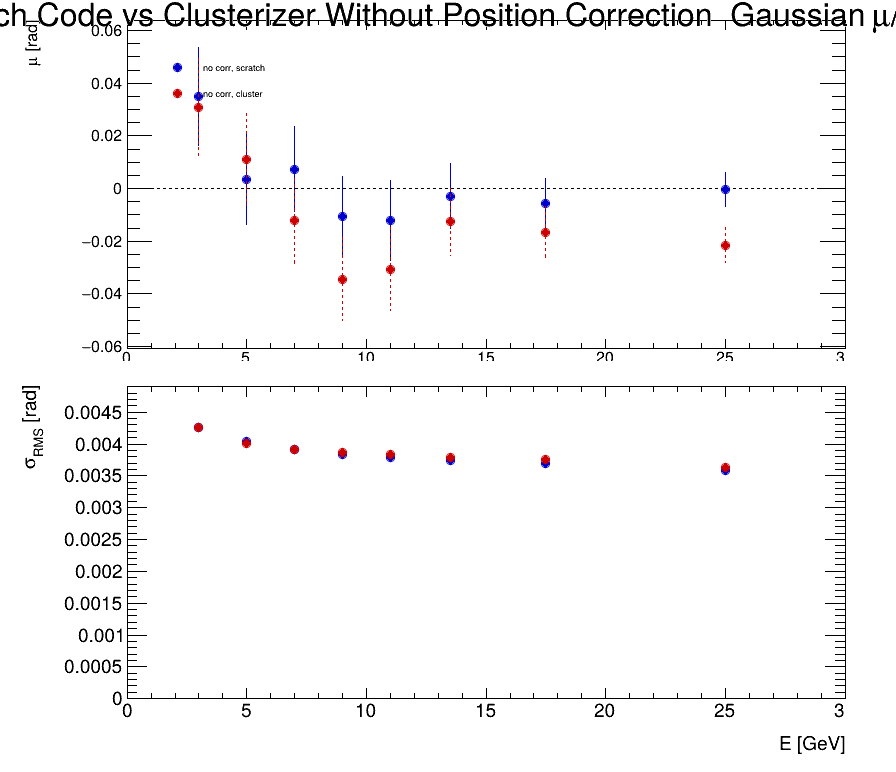 ch Code vs Clusterizer Without Position Correction  Gaussian μ/
μ [rad]
0.06
0.04
0.02
0
−0.02
−0.04
−0.06
no corr, scratch
no corr, cluster
0 5 10 15 20 25 3
σRMS [rad]
0.0045
0.004
0.0035
0.003
0.0025
0.002
0.0015
0.001
0.0005
0
0 5 10 15 20 25 3
E [GeV]